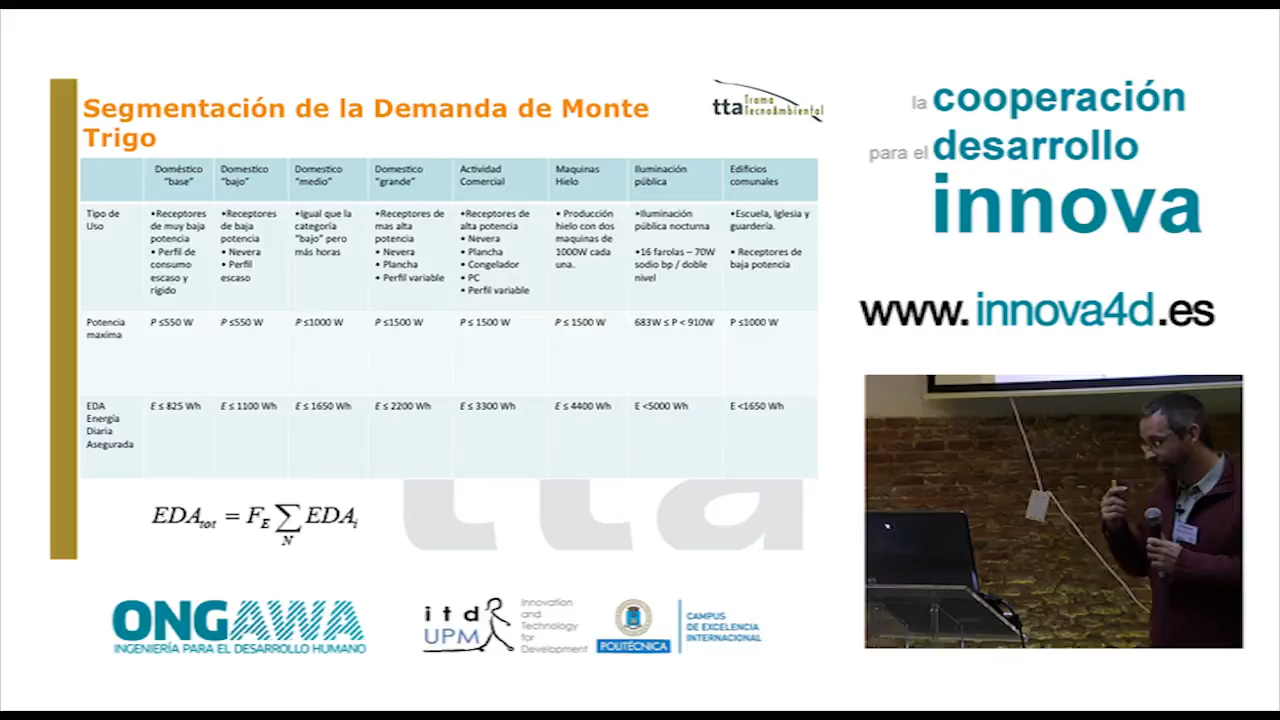 Segmentación de la Demanda de Monte
Trigo
tta Trama
TecnoAmbiental
Doméstico
"base"
Domestico
"bajo"
Domestico
"medio"
Domestico
"grande"
Actividad
Comercial
Maquinas
Hielo
Iluminación
pública
Edificios
comunales
Tipo de
Uso
•Receptores
de muy baja
potencia
• Perfil de
consumo
escaso y
rígido
•Receptores
de baja
potencia
• Nevera
• Perfil
escaso
•Igual que la
categoría
"bajo" pero
más horas
•Receptores de
mas alta
potencia
• Nevera
• Plancha
• Perfil variable
•Receptores de
alta potencia
• Nevera
• Plancha
• Congelador
• PC
• Perfil variable
• Producción
hielo con dos
maquinas de
1000W cada
una.
•Iluminación
pública nocturna
•16 farolas – 70W
sodio bp / doble
nivel
•Escuela, Iglesia y
guardería.
• Receptores de
baja potencia
Potencia
maxima
P ≤550 W
P ≤550 W
P ≤1000 W
P ≤1500 W
P ≤ 1500 W
P ≤ 1500 W
683W ≤ P < 910W
P ≤1000 W
EDA
Energía
Diaria
Asegurada
E ≤ 825 Wh
E ≤ 1100 Wh
E ≤ 1650 Wh
E ≤ 2200 Wh
E ≤ 3300 Wh
E ≤ 4400 Wh
E <5000 Wh
E <1650 Wh
tta
EDAtot = FE ∑N EDAi
la cooperación
para el desarrollo
innova
www.innova4d.es
ONGAWA
INGENIERÍA PARA EL DESARROLLO HUMANO
itd
UPM
Innovation
and
Technology
for
Development
POLITÉCNICA
CAMPUS
DE EXCELENCIA
INTERNACIONAL